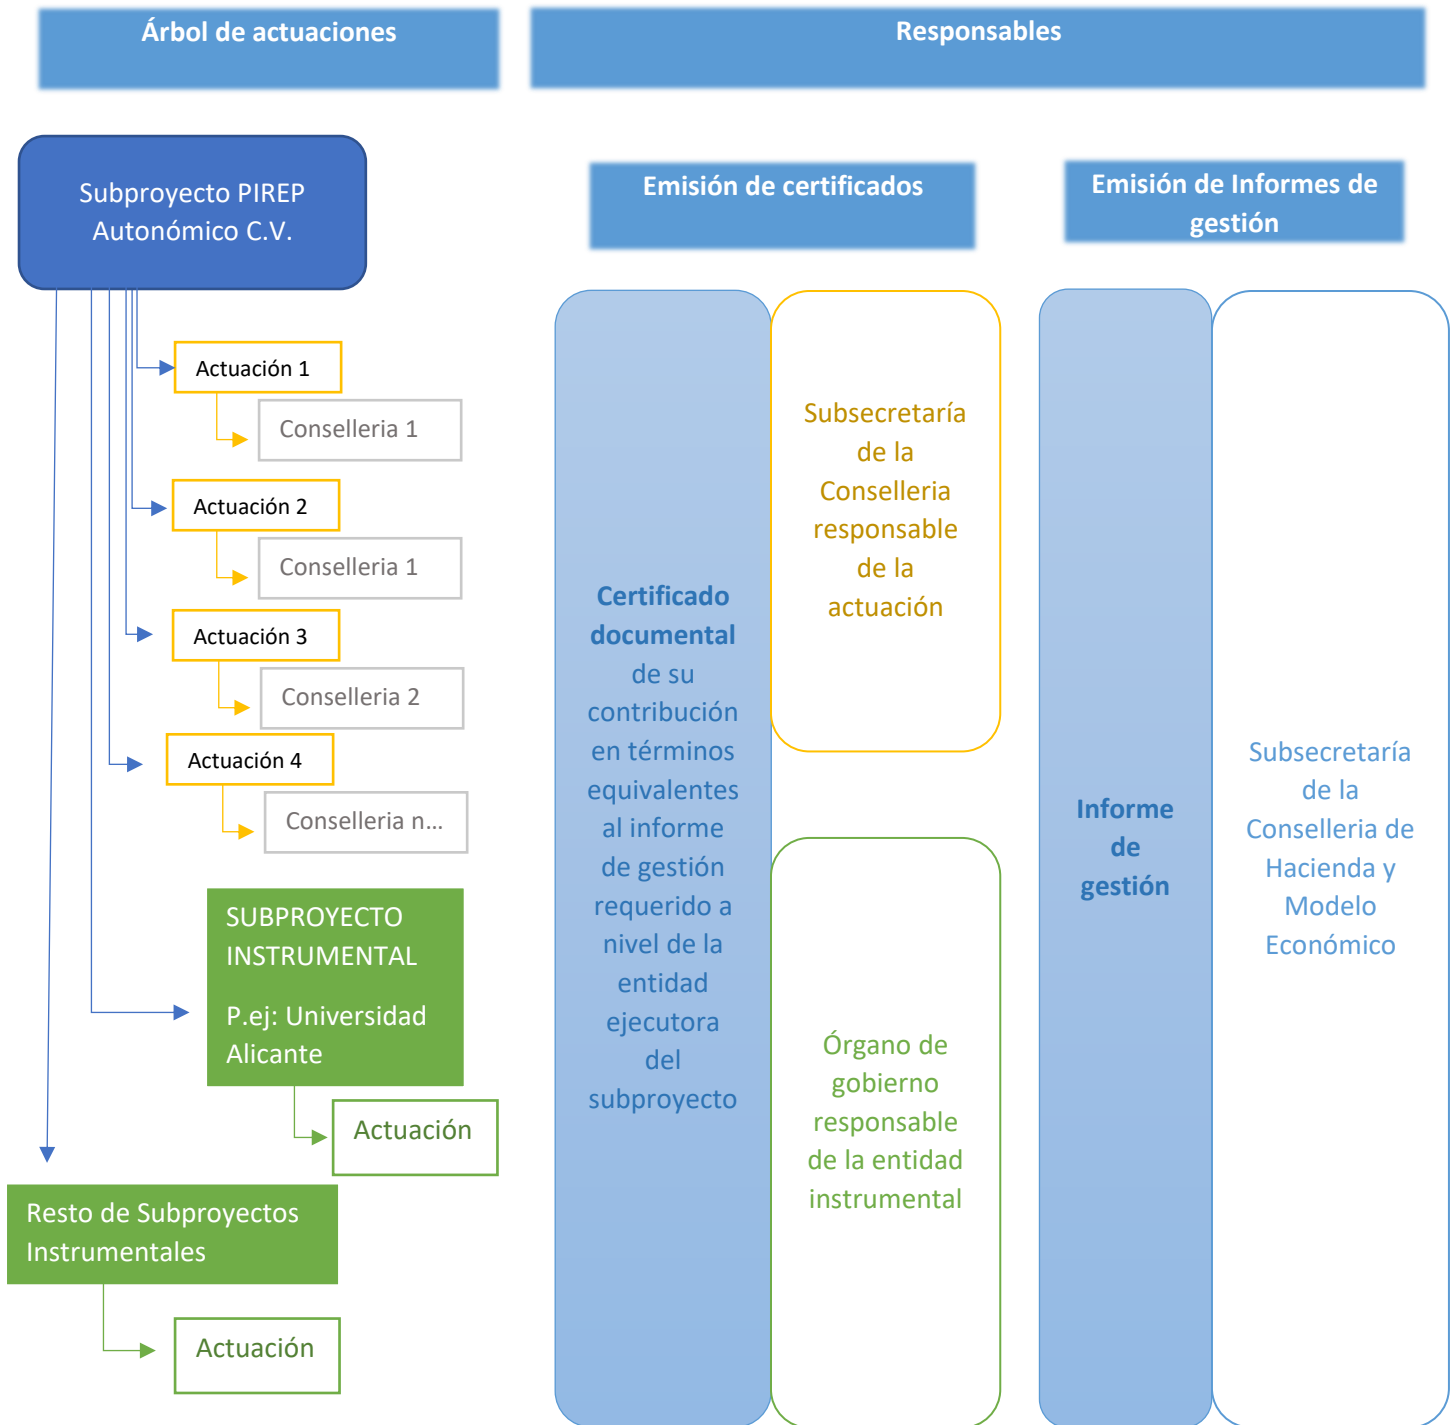 Árbol de actuaciones
Responsables
Subproyecto PIREP
Autonómico C.V.
Actuación 1
Conselleria 1
Actuación 2
Conselleria 1
Actuación 3
Conselleria 2
Actuación 4
Conselleria n...
SUBPROYECTO
INSTRUMENTAL
P.ej: Universidad
Alicante
Actuación
Resto de Subproyectos
Instrumentales
Actuación
Emisión de certificados
Certificado
documental
de su
contribución
en términos
equivalentes
al informe
de gestión
requerido a
nivel de la
entidad
ejecutora
del
subproyecto
Subsecretaría
de la
Conselleria
responsable
de la
actuación
Órgano de
gobierno
responsable
de la entidad
instrumental
Emisión de Informes de
gestión
Informe
de
gestión
Subsecretaría
de la
Conselleria de
Hacienda y
Modelo
Económico